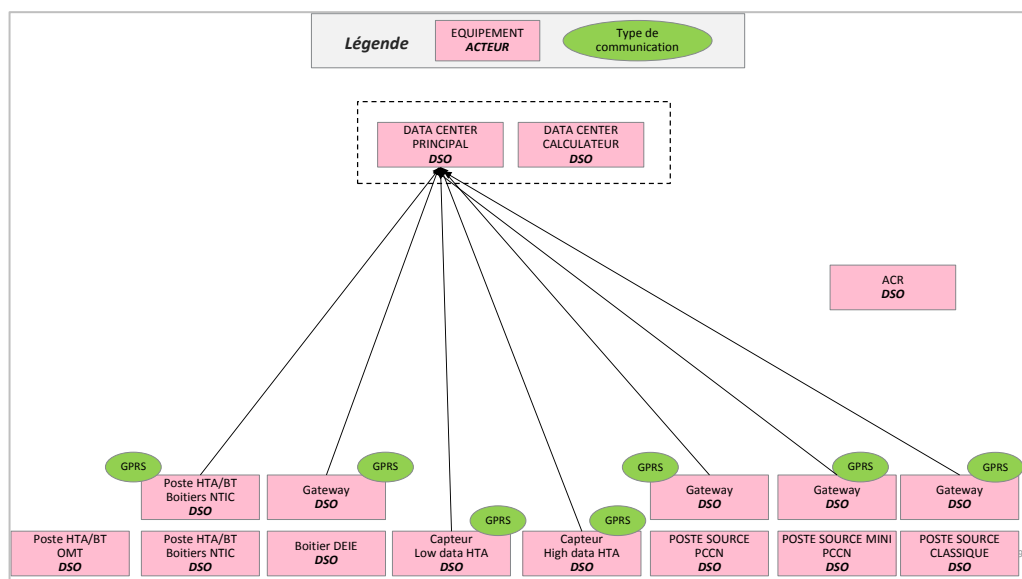 Légende
EQUIPEMENT
ACTEUR
Type de
communication
DATA CENTER
PRINCIPAL
DSO
DATA CENTER
CALCULATEUR
DSO
ACR
DSO
GPRS
Poste HTA/BT
Boitiers NTIC
DSO
Gateway
DSO
GPRS
GPRS
Gateway
DSO
Gateway
DSO
GPRS
Gateway
DSO
GPRS
GPRS
GPRS
Poste HTA/BT
OMT
DSO
Poste HTA/BT
Boitiers NTIC
DSO
Boitier DEIE
DSO
Capteur
Low data HTA
DSO
Capteur
High data HTA
DSO
POSTE SOURCE
PCCN
DSO
POSTE SOURCE MINI
PCCN
DSO
POSTE SOURCE
CLASSIQUE
DSO